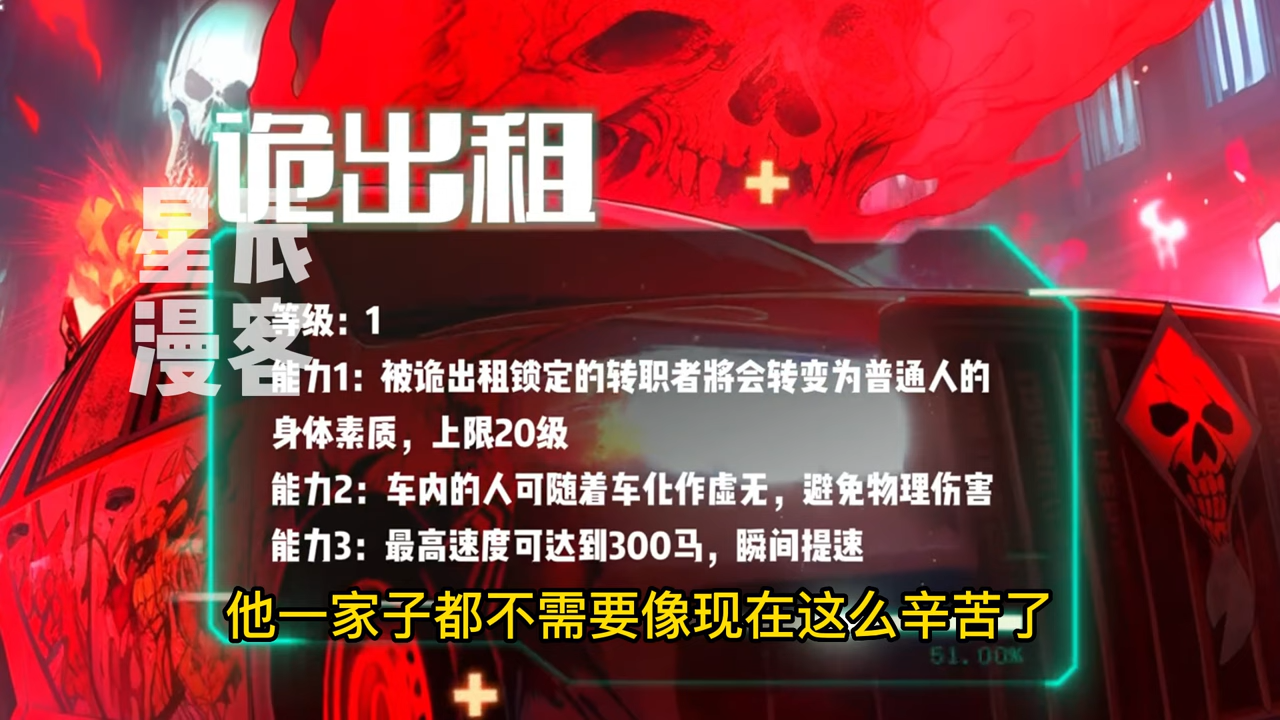 诡出租
星辰
漫客
等级：1
能力1：被诡出租锁定的转职者將会转变为普通人的
身体素质，上限20级
能力2：车内的人可随着车化作虚无，避免物理伤害
能力3：最高速度可达到300马，瞬间提速
他一家子都不需要像现在这么辛苦了
51.00%